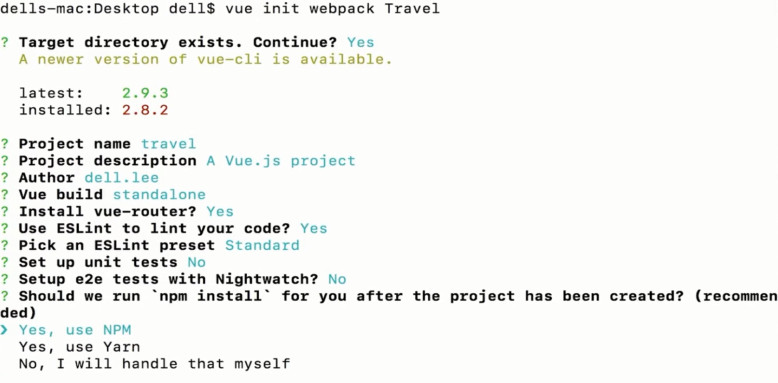 dells-mac:Desktop dell$ vue init webpack Travel
? Target directory exists. Continue? Yes
A newer version of vue-cli is available.
latest: 2.9.3
installed: 2.8.2
? Project name travel
? Project description A Vue.js project
? Author dell.lee
? Vue build standalone
? Install vue-router? Yes
? Use ESLint to lint your code? Yes
? Pick an ESLint preset Standard
? Set up unit tests No
? Setup e2e tests with Nightwatch? No
? Should we run `npm install` for you after the project has been created? (recommen
ded)
❯ Yes, use NPM
Yes, use Yarn
No, I will handle that myself